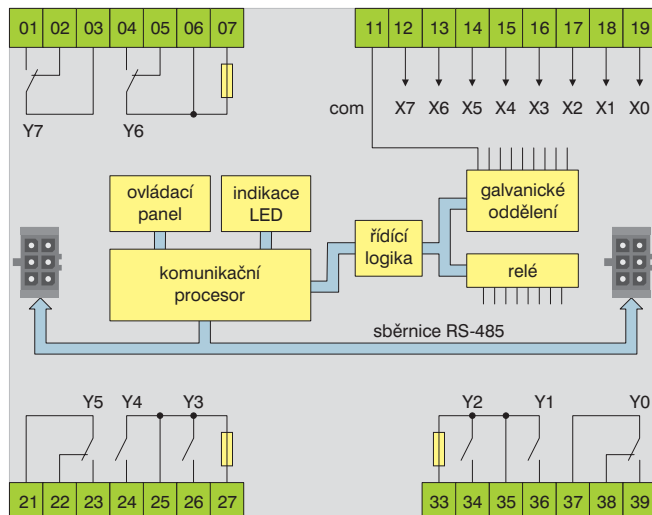 01 02 03 04 05 06 07
11 12 13 14 15 16 17 18 19
com X7 X6 X5 X4 X3 X2 X1 X0
Y7 Y6
ovládací
panel
indikace
LED
galvanické
oddělení
řídící
logika
komunikační
procesor
relé
sběrnice RS-485
Y5 Y4 Y3
Y2 Y1 Y0
21 22 23 24 25 26 27
33 34 35 36 37 38 39